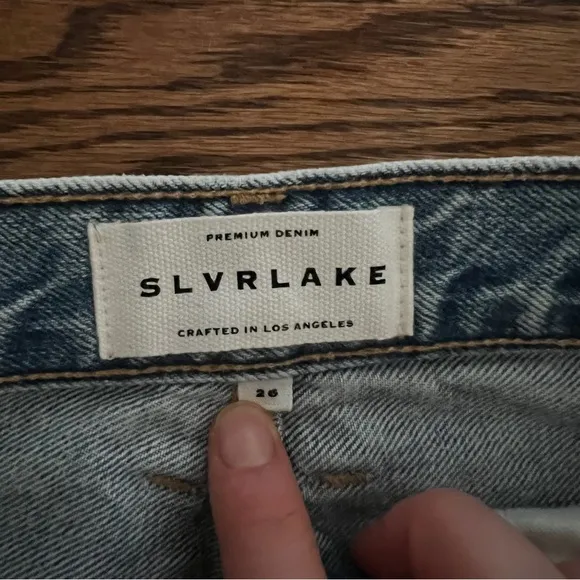 PREMIUM DENIM
SLVRLAKE
CRAFTED IN LOS ANGELES
26